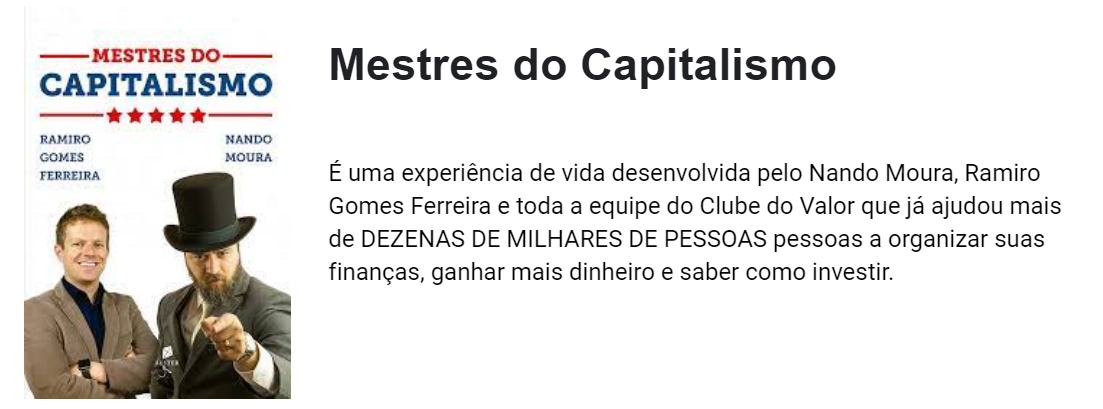 MESTRES DO
CAPITALISMO
RAMIRO
GOMES
FERREIRA
NANDO
MOURA
Mestres do Capitalismo
É uma experiência de vida desenvolvida pelo Nando Moura, Ramiro
Gomes Ferreira e toda a equipe do Clube do Valor que já ajudou mais
de DEZENAS DE MILHARES DE PESSOAS pessoas a organizar suas
finanças, ganhar mais dinheiro e saber como investir.